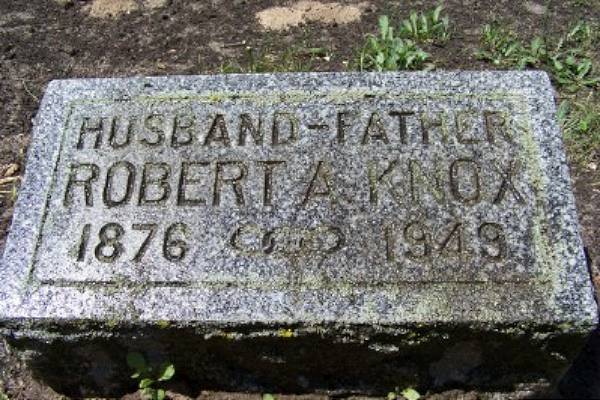 HUSBAND-FATHER
ROBERT A. KNOX
1876 1949